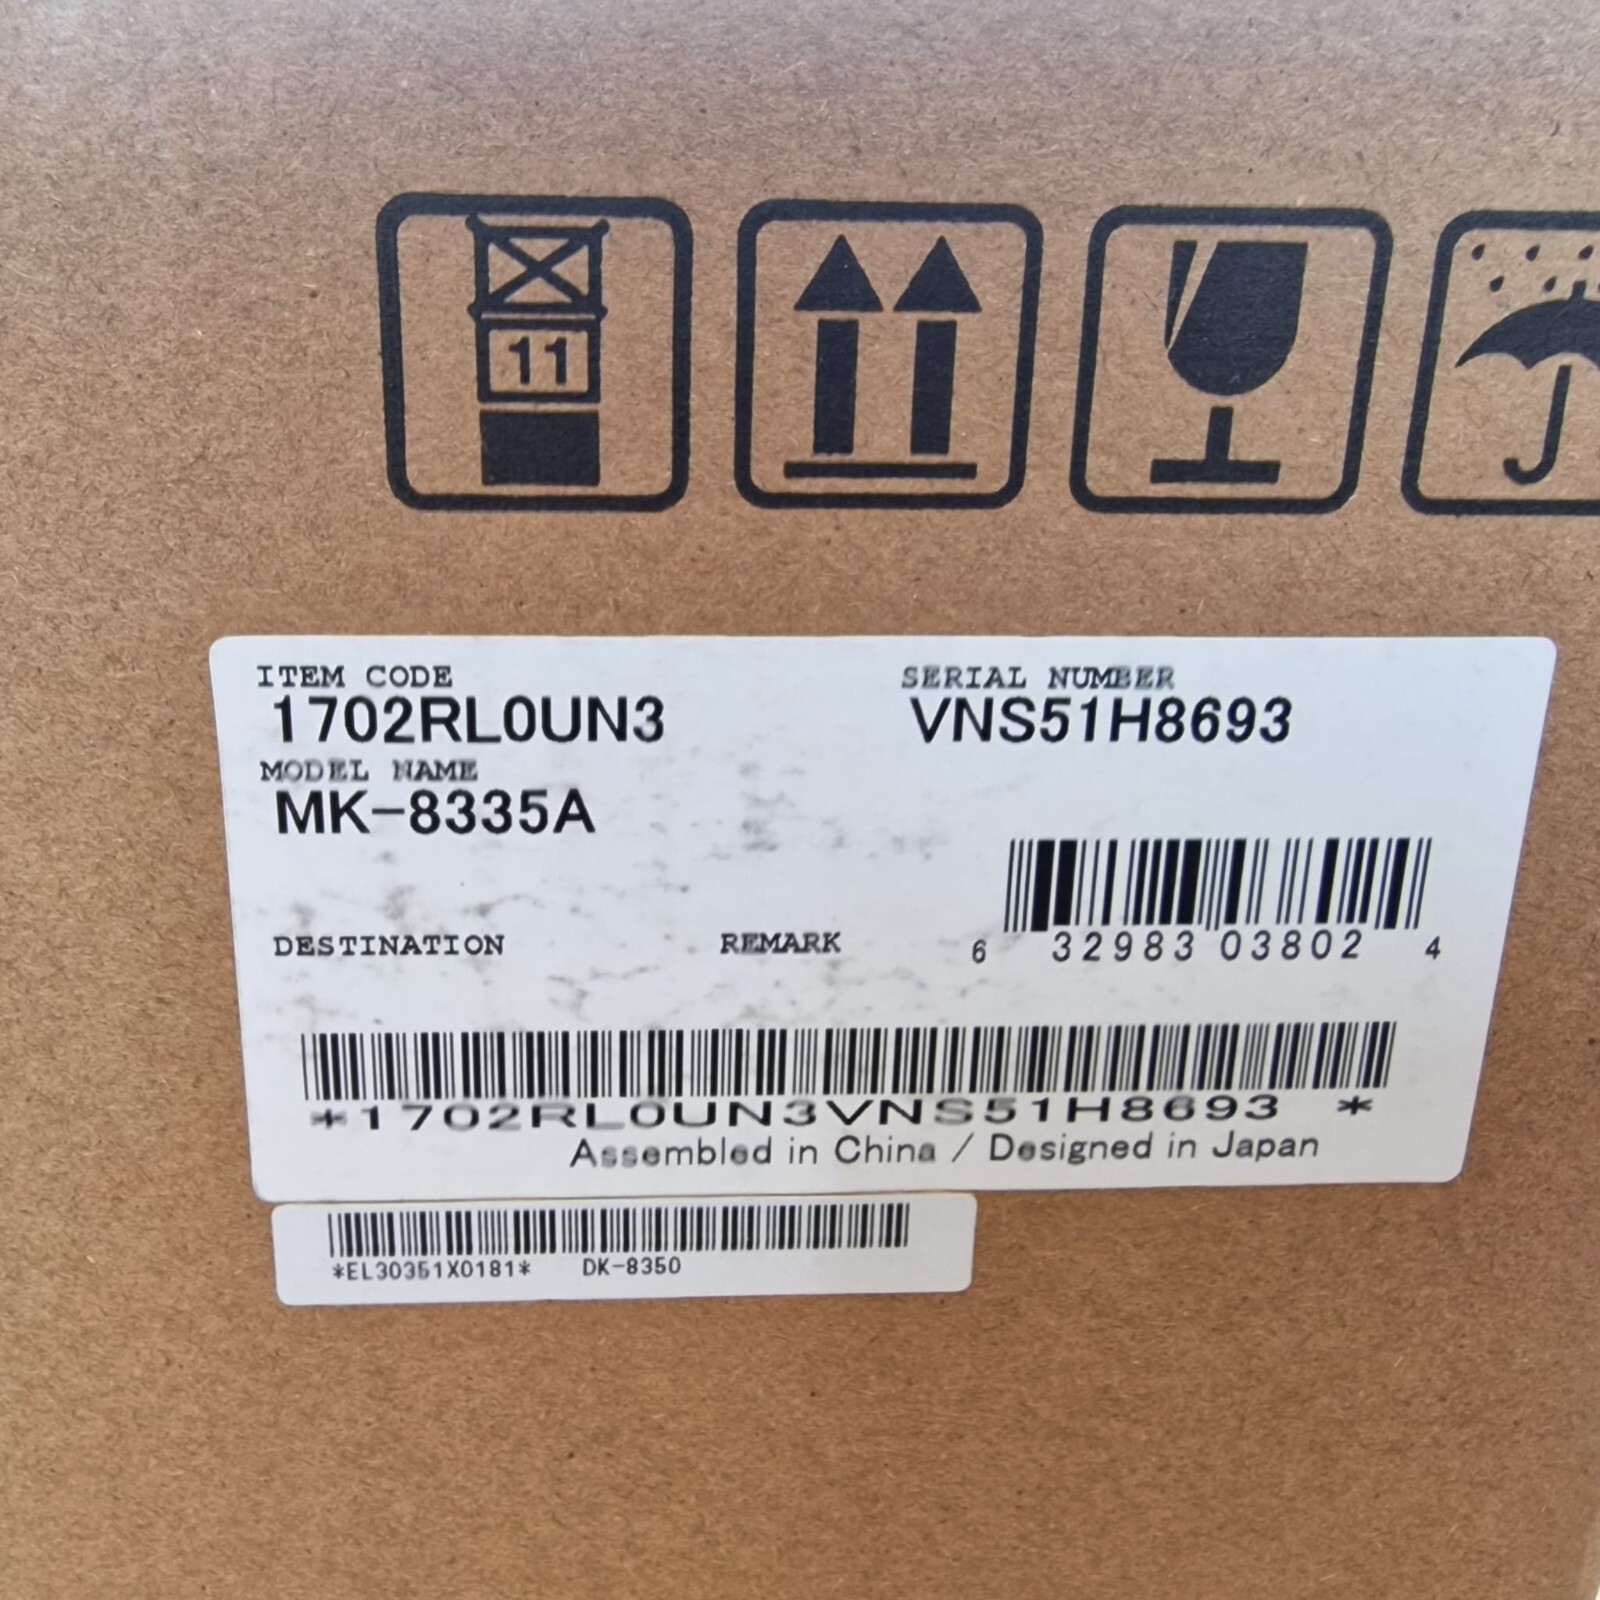 11
ITEM CODE
1702RL0UN3
SERIAL NUMBER
VNS51H8693
MODEL NAME
MK-8335A
DESTINATION
REMARK
6 32983 03802 4
*1702RL0UN3VNS51H8693 *
Assembled in China / Designed in Japan
*EL30351X0181* DK-8350